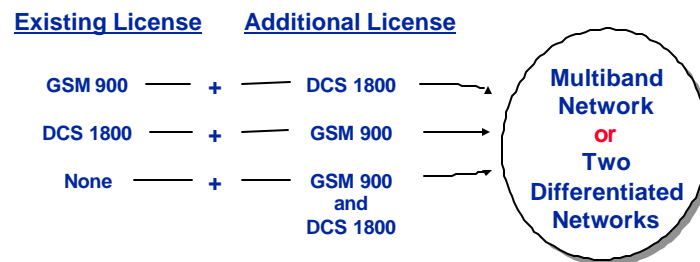 Existing License Additional License
GSM 900 + DCS 1800
DCS 1800 + GSM 900
None + GSM 900
and
DCS 1800
Multiband
Network
or
Two
Differentiated
Networks